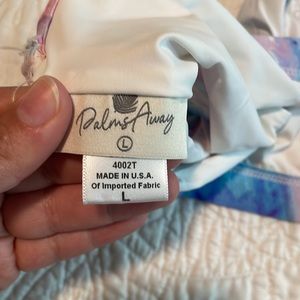 Palms Away
L
4002T
MADE IN U.S.A.
Of Imported Fabric
L